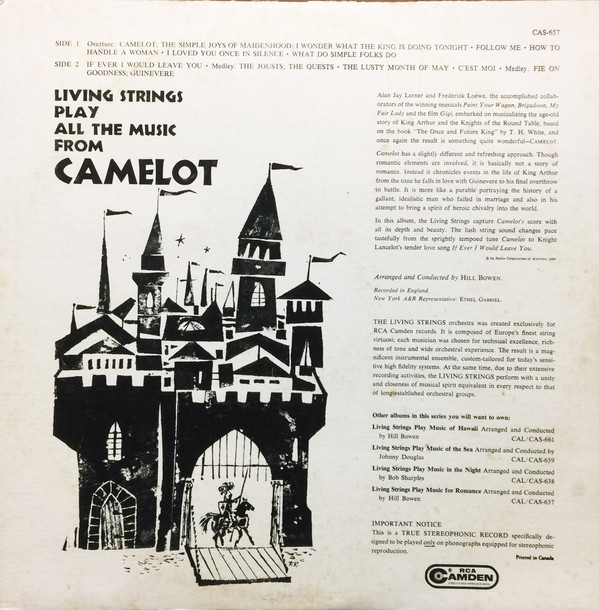 CAS-657
SIDE 1 Overture: CAMELOT; THE SIMPLE JOYS OF MAIDENHOOD; I WONDER WHAT THE KING IS DOING TONIGHT • FOLLOW ME • HOW TO
HANDLE A WOMAN • I LOVED YOU ONCE IN SILENCE • WHAT DO SIMPLE FOLKS DO
SIDE 2 IF EVER I WOULD LEAVE YOU • Medley: THE JOUSTS; THE QUESTS • THE LUSTY MONTH OF MAY • C'EST MOI • Medley: FIE ON
GOODNESS; GUINEVERE
LIVING STRINGS
PLAY
ALL THE MUSIC
FROM
CAMELOT
Alan Jay Lerner and Frederick Loewe, the accomplished collab-
orators of the winning musicals Paint Your Wagon, Brigadoon, My
Fair Lady and the film Gigi, embarked on musicalizing the age-old
story of King Arthur and the Knights of the Round Table, based
on the book "The Once and Future King" by T. H. White, and
once again the result is something quite wonderful—CAMELOT.
Camelot has a slightly different and refreshing approach. Though
romantic elements are involved, it is basically not a story of
romance. Instead it chronicles events in the life of King Arthur
from the time he falls in love with Guinevere to his final overthrow
in battle. It is more like a parable portraying the history of a
gallant, idealistic man who failed in marriage and also in his
attempt to bring a spirit of heroic chivalry into the world.
In this album, the Living Strings capture Camelot's score with
all its depth and beauty. The lush string sound changes pace
tastefully from the sprightly tempoed tune Camelot to Knight
Lancelot's tender love song If Ever I Would Leave You.
© by Radio Corporation of America,
Arranged and Conducted by HILL BOWEN.
Recorded in England.
New York A&R Representative: ETHEL GABRIEL.
THE LIVING STRINGS orchestra was created exclusively for
RCA Camden records. It is composed of Europe's finest string
virtuosi; each musician was chosen for technical excellence, rich-
ness of tone and wide orchestral experience. The result is a mag-
nificent instrumental ensemble, custom-tailored for today's sensi-
tive high fidelity systems. At the same time, due to their extensive
recording activities, the LIVING STRINGS perform with a unity
and closeness of musical spirit equivalent in every respect to that
of long-established orchestral groups.
Other albums in this series you will want to own:
Living Strings Play Music of Hawaii Arranged and Conducted
by Hill Bowen CAL/CAS-661
Living Strings Play Music of the Sea Arranged and Conducted by
Johnny Douglas CAL/CAS-639
Living Strings Play Music in the Night Arranged and Conducted
by Bob Sharples CAL/CAS-638
Living Strings Play Music for Romance Arranged and Conducted
by Hill Bowen CAL/CAS-637
IMPORTANT NOTICE
This is a TRUE STEREOPHONIC RECORD specifically de-
signed to be played only on phonographs equipped for stereophonic
reproduction.
Printed in Canada
RCA
CAMDEN